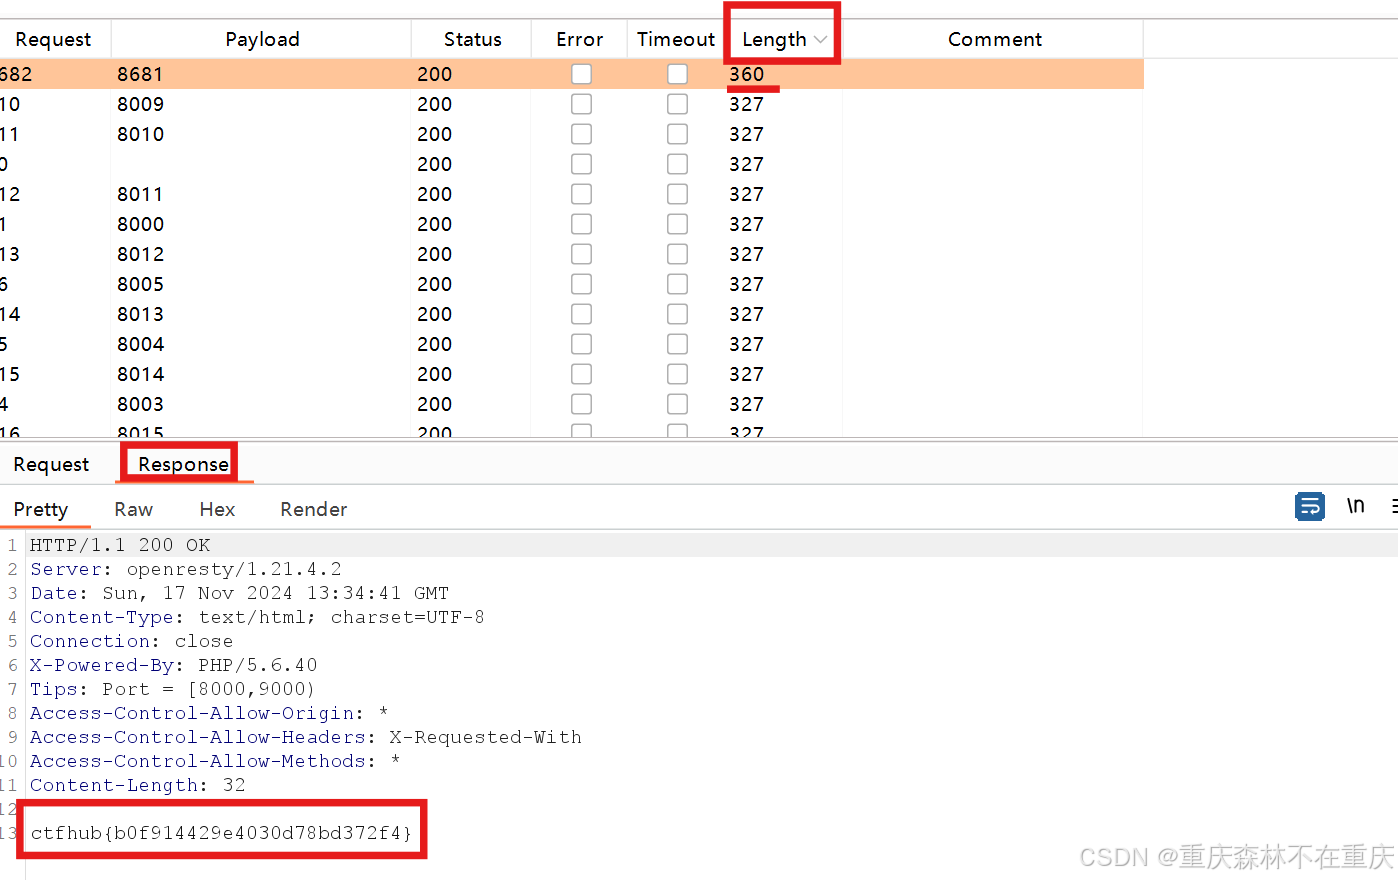 Request Payload Status Error Timeout Length Comment
682 8681 200 360
10 8009 200 327
11 8010 200 327
0 200 327
12 8011 200 327
1 8000 200 327
13 8012 200 327
6 8005 200 327
14 8013 200 327
5 8004 200 327
15 8014 200 327
4 8003 200 327
16 8015 200 327
Request Response
Pretty Raw Hex Render \n
1 HTTP/1.1 200 OK
2 Server: openresty/1.21.4.2
3 Date: Sun, 17 Nov 2024 13:34:41 GMT
4 Content-Type: text/html; charset=UTF-8
5 Connection: close
6 X-Powered-By: PHP/5.6.40
7 Tips: Port = [8000,9000)
8 Access-Control-Allow-Origin: *
9 Access-Control-Allow-Headers: X-Requested-With
10 Access-Control-Allow-Methods: *
11 Content-Length: 32
12
13 ctfhub{b0f914429e4030d78bd372f4}
CSDN @重庆森林不在重庆